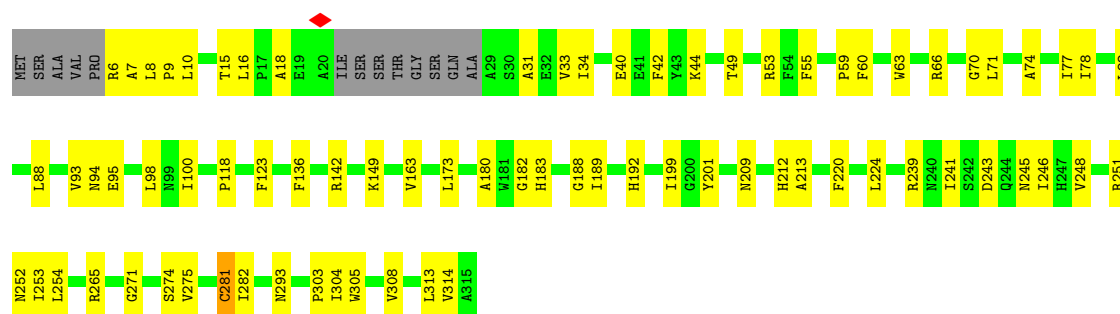 MET SER ALA VAL PRO R6 A7 L8 P9 L10 T15 L16 P17 A18 E19 A20 ILE SER SER THR GLY SER GLN ALA A29 S30 A31 E32 V33 I34 E40 E41 F42 Y43 K44 T49 R53 F54 F55 P59 F60 W63 R66 G70 L71 A74 I77 I78
L88 V93 N94 E95 L98 N99 I100 P118 F123 F136 R142 K149 V163 L173 A180 W181 G182 H183 G188 I189 H192 I199 G200 Y201 N209 H212 A213 F220 L224 R239 N240 I241 S242 D243 Q244 N245 I246 H247 V248 R251
N252 I253 L254 R265 G271 S274 V275 C281 I282 N293 P303 I304 W305 V308 L313 V314 A315